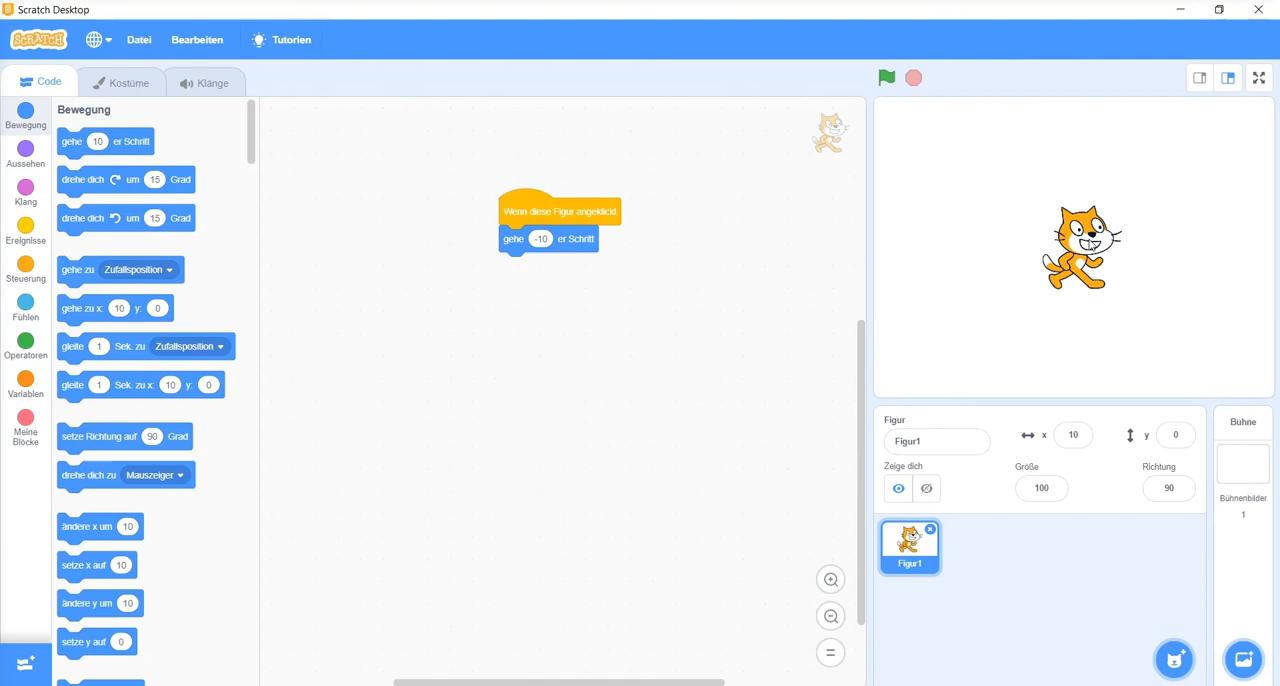 Scratch Desktop
SCRATCH Datei Bearbeiten Tutorien
Code Kostüme Klänge
Bewegung
Aussehen
Klang
Ereignisse
Steuerung
Fühlen
Operatoren
Variablen
Meine
Blöcke
Bewegung
gehe 10 er Schritt
drehe dich um 15 Grad
drehe dich um 15 Grad
gehe zu Zufallsposition
gehe zu x: 10 y: 0
gleite 1 Sek. zu Zufallsposition
gleite 1 Sek. zu x: 10 y: 0
setze Richtung auf 90 Grad
drehe dich zu Mauszeiger
ändere x um 10
setze x auf 10
ändere y um 10
setze y auf 0
Wenn diese Figur angeklickt
gehe -10 er Schritt
Figur
Figur1 x 10 y 0
Zeige dich Größe Richtung
100 90
Figur1
Bühne
Bühnenbilder
1